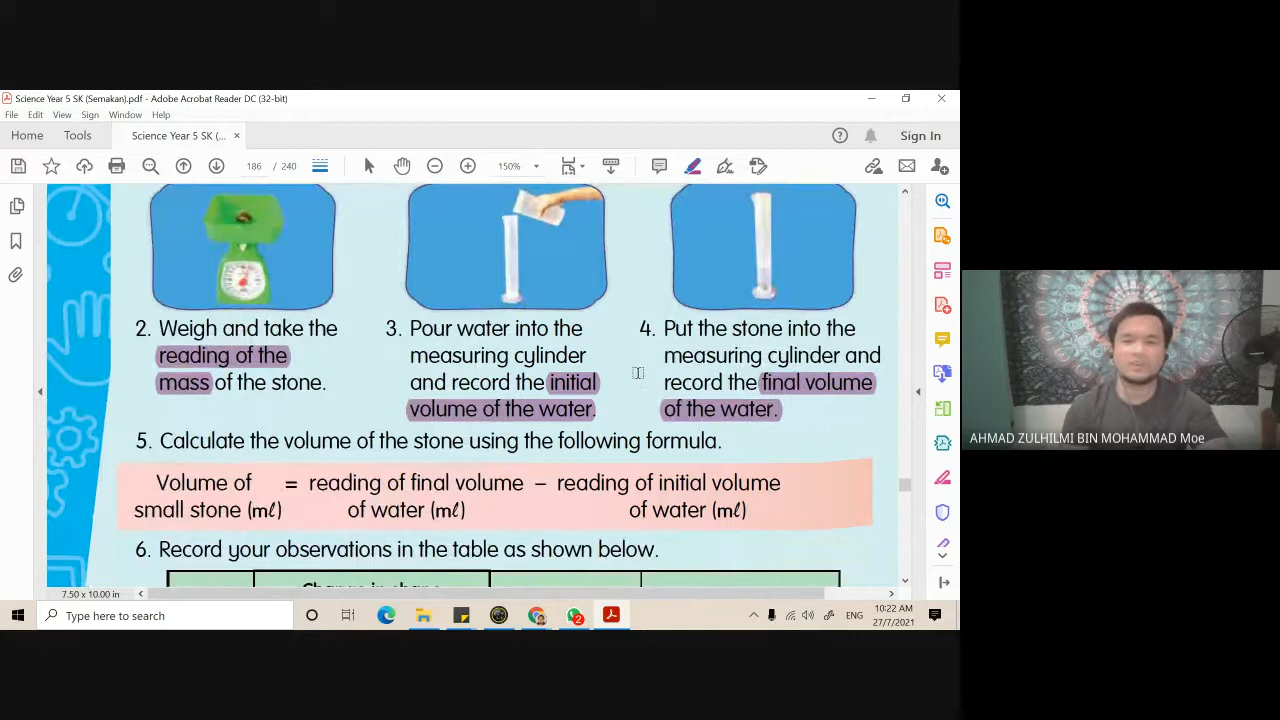 Science Year 5 SK (Semakan).pdf - Adobe Acrobat Reader DC (32-bit)
File Edit View Sign Window Help
Home Tools Science Year 5 SK (... × Sign In
186 / 240 150%
2. Weigh and take the
reading of the
mass of the stone.
3. Pour water into the
measuring cylinder
and record the initial
volume of the water.
4. Put the stone into the
measuring cylinder and
record the final volume
of the water.
5. Calculate the volume of the stone using the following formula.
Volume of = reading of final volume – reading of initial volume
small stone (mℓ) of water (mℓ) of water (mℓ)
6. Record your observations in the table as shown below.
7.50 x 10.00 in
AHMAD ZULHILMI BIN MOHAMMAD Moe
Type here to search
2
ENG
10:22 AM
27/7/2021